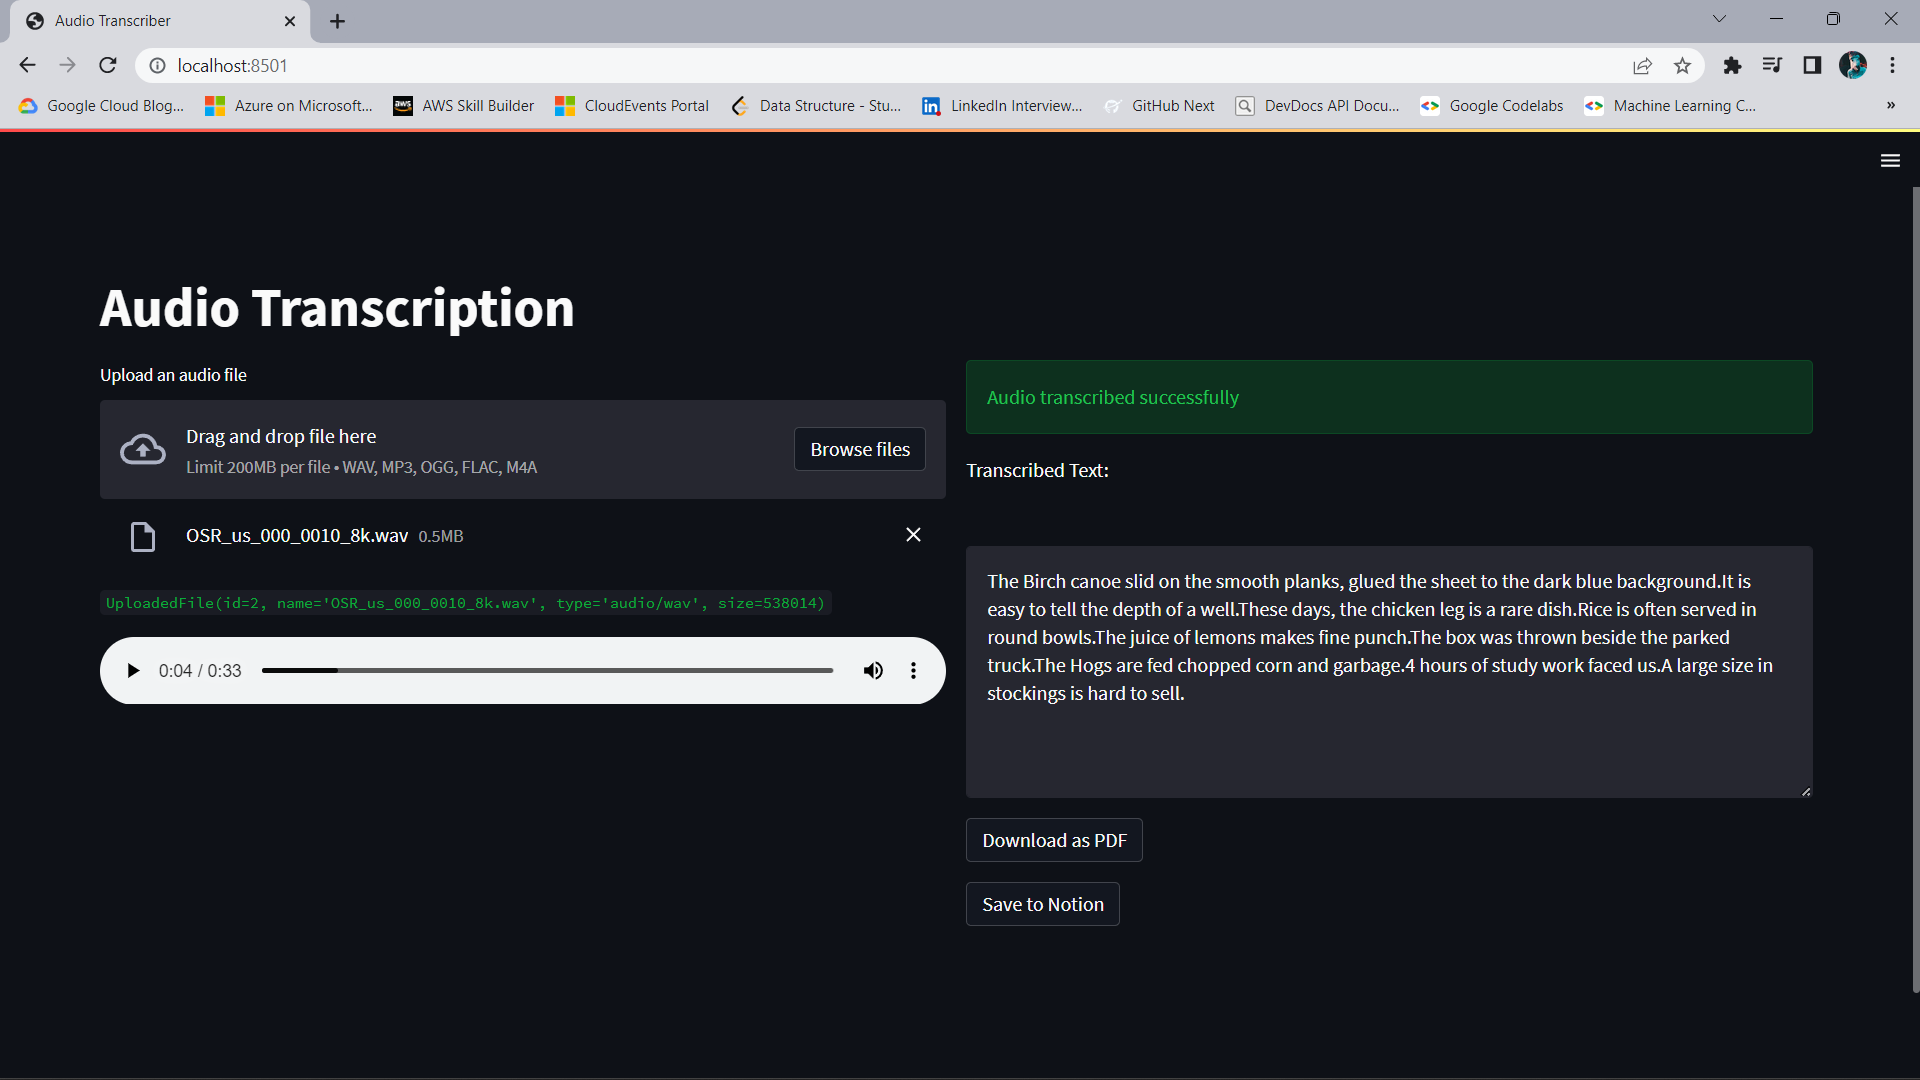 Audio Transcriber
localhost:8501
Google Cloud Blog... Azure on Microsoft... AWS Skill Builder CloudEvents Portal Data Structure - Stu... LinkedIn Interview... GitHub Next DevDocs API Docu... Google Codelabs Machine Learning C... »
Audio Transcription
Upload an audio file
Drag and drop file here
Limit 200MB per file • WAV, MP3, OGG, FLAC, M4A
Browse files
OSR_us_000_0010_8k.wav 0.5MB
UploadedFile(id=2, name='OSR_us_000_0010_8k.wav', type='audio/wav', size=538014)
0:04 / 0:33
Audio transcribed successfully
Transcribed Text:
The Birch canoe slid on the smooth planks, glued the sheet to the dark blue background.It is
easy to tell the depth of a well.These days, the chicken leg is a rare dish.Rice is often served in
round bowls.The juice of lemons makes fine punch.The box was thrown beside the parked
truck.The Hogs are fed chopped corn and garbage.4 hours of study work faced us.A large size in
stockings is hard to sell.
Download as PDF
Save to Notion